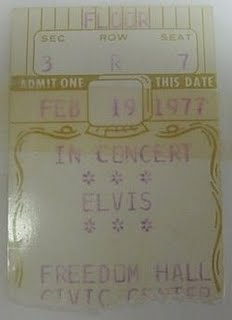 FLOOR
SEC ROW SEAT
3 R 7
ADMIT ONE THIS DATE
FEB 19 1977
IN CONCERT
* * *
ELVIS
* * *
FREEDOM HALL
CIVIC CENTER